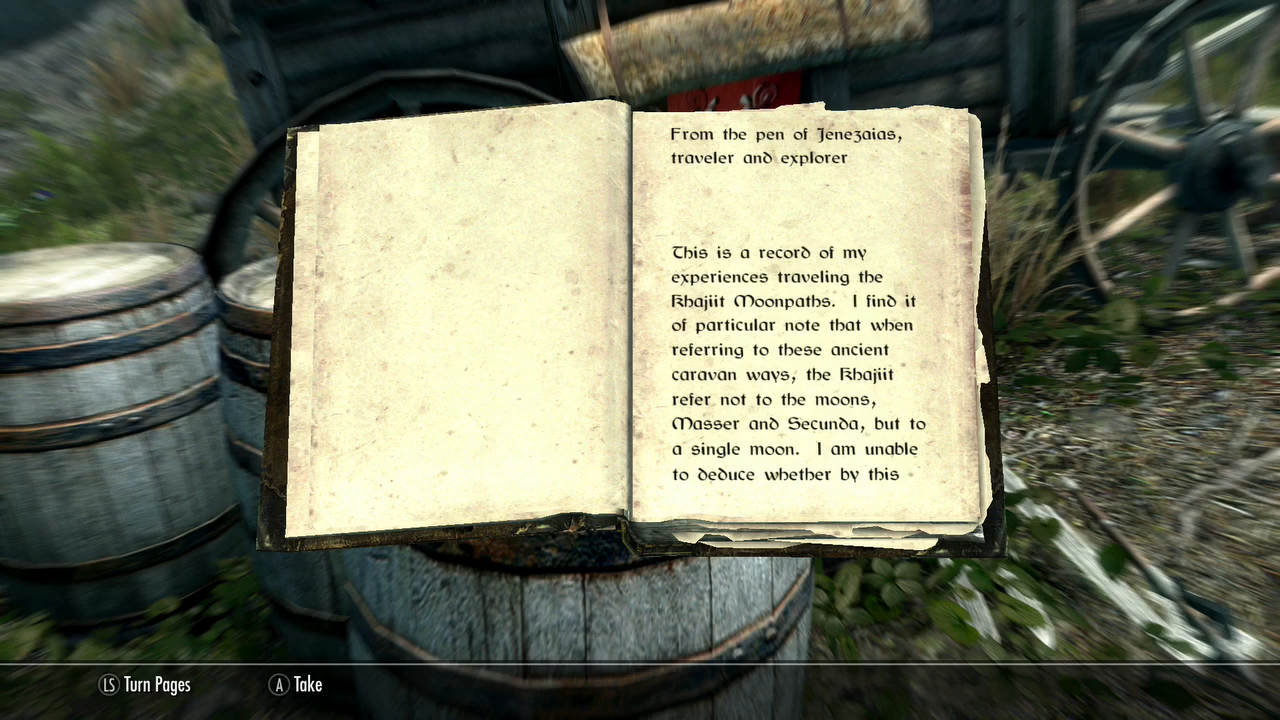 From the pen of Jenezaias,
traveler and explorer
This is a record of my
experiences traveling the
Khajiit Moonpaths.  I find it
of particular note that when
referring to these ancient
caravan ways, the Khajiit
refer not to the moons,
Masser and Secunda, but to
a single moon.  I am unable
to deduce whether by this
LS Turn Pages
A Take